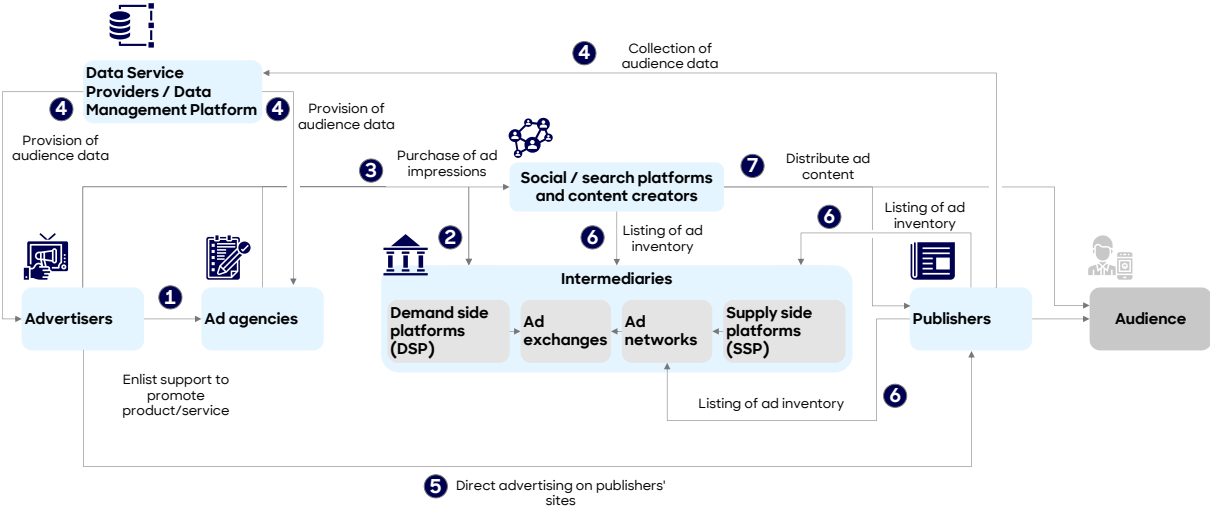 4
Collection of
audience data
Data Service
Providers / Data
Management Platform
4
4
Provision of
audience data
Provision of
audience data
3
Purchase of ad
impressions
Social / search platforms
and content creators
7
Distribute ad
content
2
6
Listing of ad
inventory
6
Listing of ad
inventory
Intermediaries
1
Advertisers
Ad agencies
Demand side
platforms
(DSP)
Ad
exchanges
Ad
networks
Supply side
platforms
(SSP)
Publishers
Audience
Enlist support to
promote
product/service
Listing of ad inventory
6
5
Direct advertising on publishers'
sites